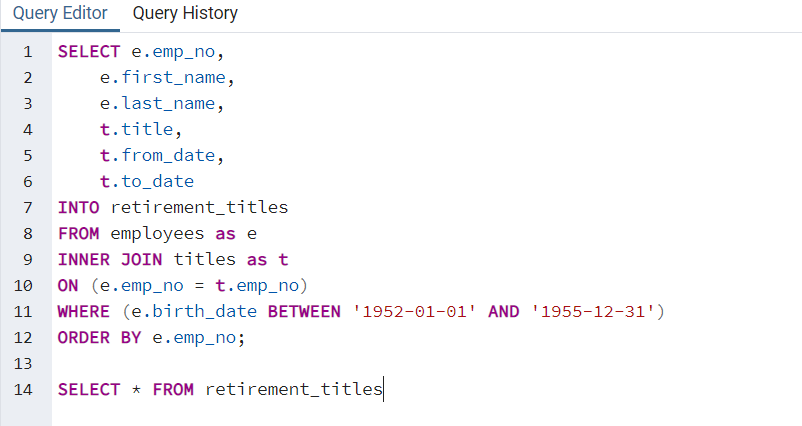 Query Editor Query History
1 SELECT e.emp_no,
2 e.first_name,
3 e.last_name,
4 t.title,
5 t.from_date,
6 t.to_date
7 INTO retirement_titles
8 FROM employees as e
9 INNER JOIN titles as t
10 ON (e.emp_no = t.emp_no)
11 WHERE (e.birth_date BETWEEN '1952-01-01' AND '1955-12-31')
12 ORDER BY e.emp_no;
13
14 SELECT * FROM retirement_titles